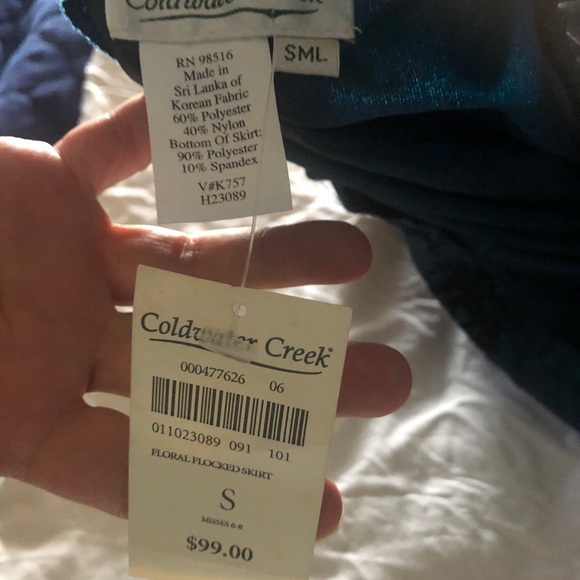 Coldwater Creek
SML
RN 98516
Made in
Sri Lanka of
Korean Fabric
60% Polyester
40% Nylon
Bottom of Skirt:
90% Polyester
10% Spandex
V#K757
H23089
Coldwater Creek®
000477626 06
011023089 091 101
FLORAL FLOCKED SKIRT
S
MISSES 6-8
$99.00